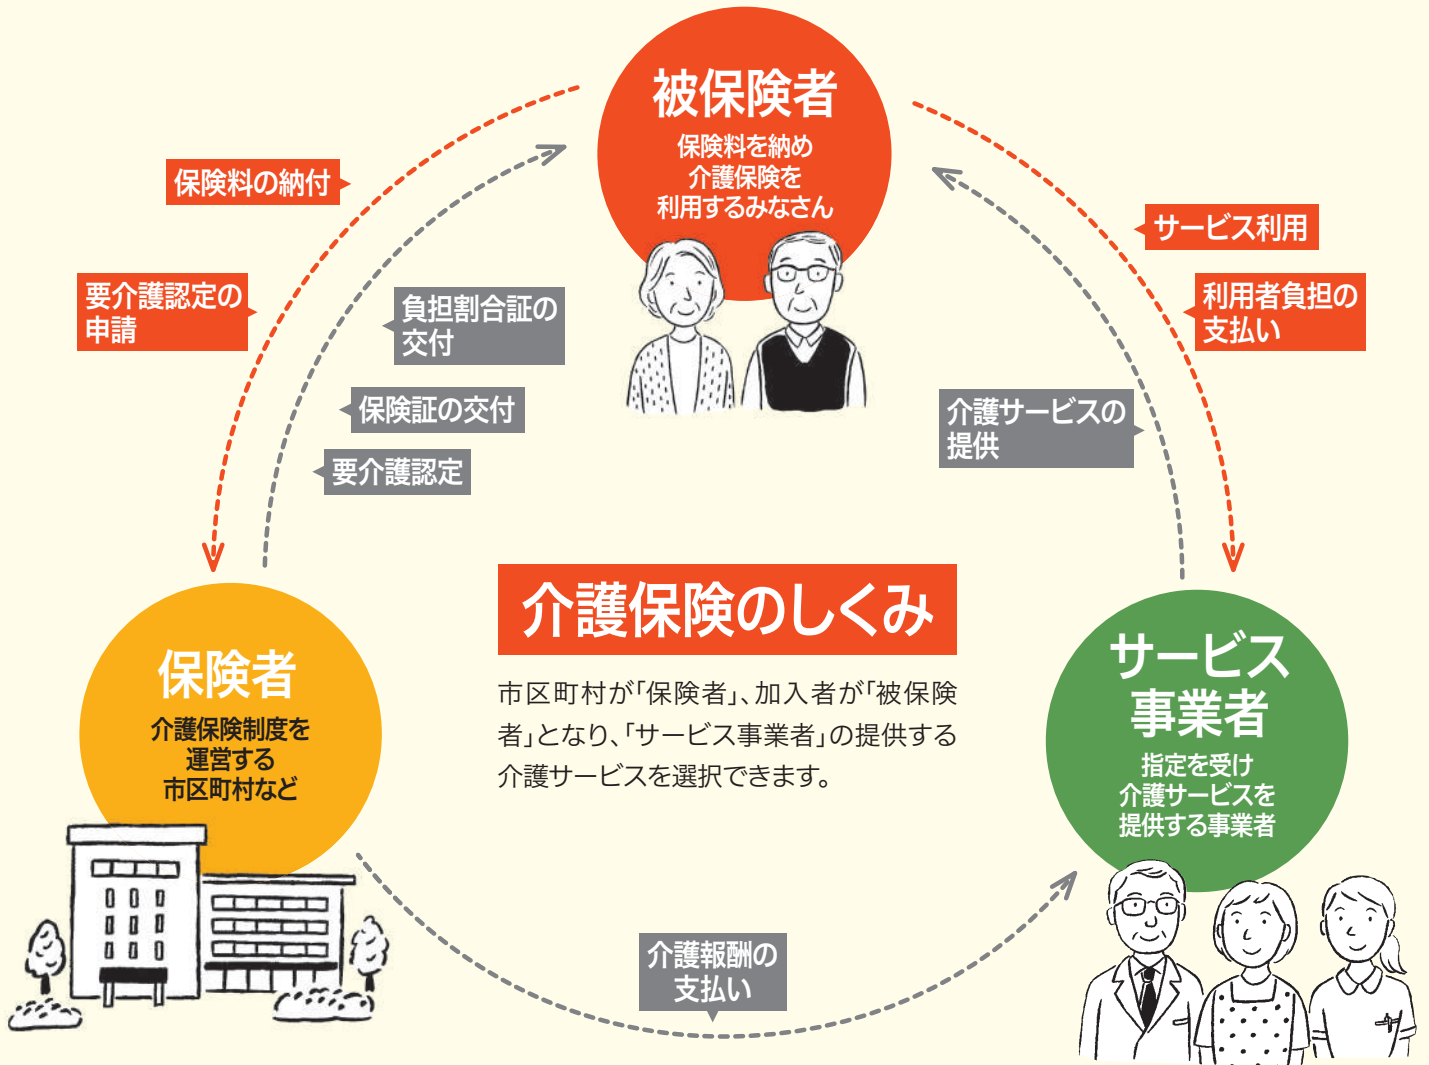 被保険者
保険料を納め
介護保険を
利用するみなさん
保険料の納付
要介護認定の
申請
負担割合証の
交付
保険証の交付
要介護認定
サービス利用
利用者負担の
支払い
介護サービスの
提供
介護保険のしくみ
市区町村が「保険者」、加入者が「被保険
者」となり、「サービス事業者」の提供する
介護サービスを選択できます。
保険者
介護保険制度を
運営する
市区町村など
サービス
事業者
指定を受け
介護サービスを
提供する事業者
介護報酬の
支払い